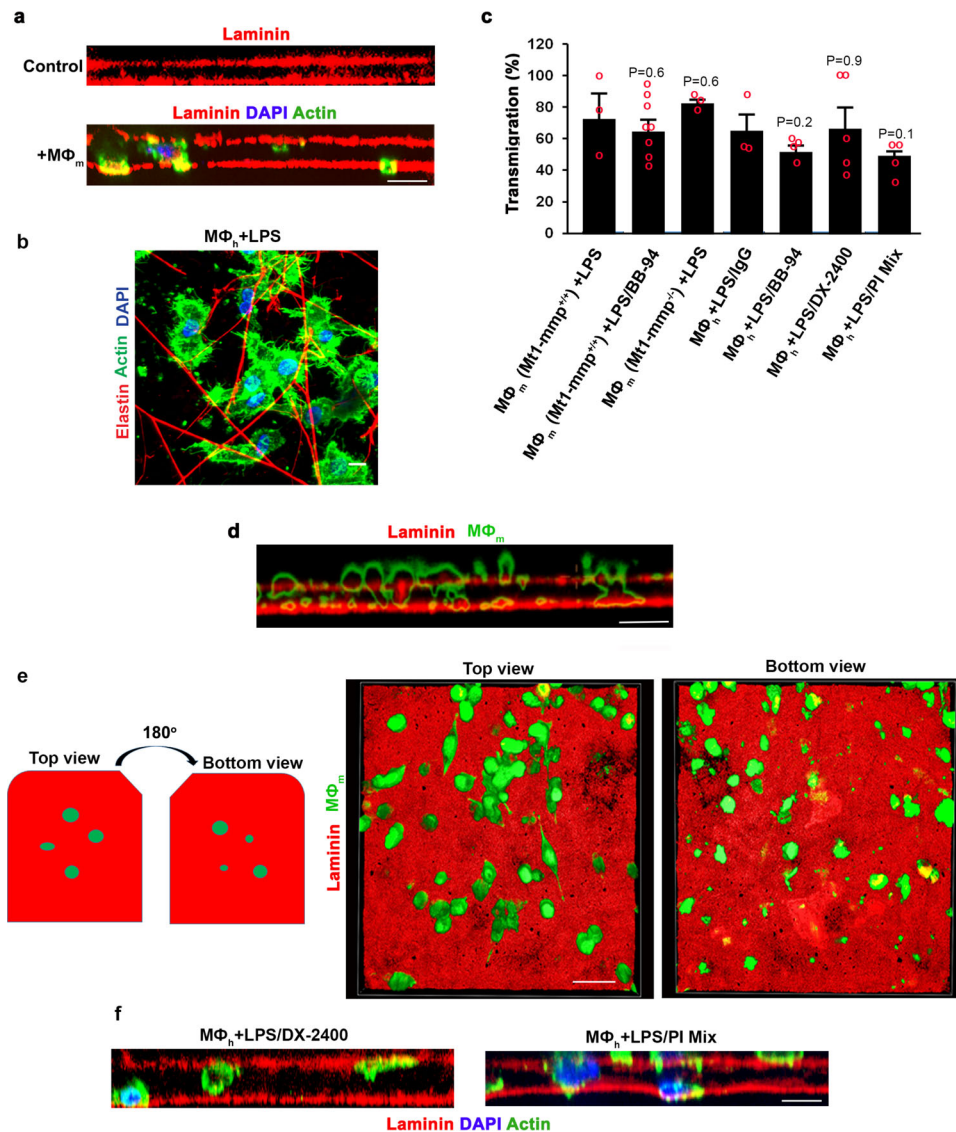 a
Laminin
Control
Laminin DAPI Actin
+MΦm
b
MΦh+LPS
Elastin Actin DAPI
c
Transmigration (%)
120
100
80
60
40
20
0
P=0.6
P=0.6
P=0.2
P=0.9
P=0.1
MΦm (Mt1-mmp+/+) +LPS
MΦm (Mt1-mmp+/+) +LPS/BB-94
MΦm (Mt1-mmp-/-) +LPS
MΦh +LPS/IgG
MΦh +LPS/BB-94
MΦh +LPS/DX-2400
MΦh +LPS/PI Mix
d
Laminin MΦm
e
Top view
180o
Bottom view
Laminin MΦm
Top view
Bottom view
f
MΦh+LPS/DX-2400
MΦh+LPS/PI Mix
Laminin DAPI Actin